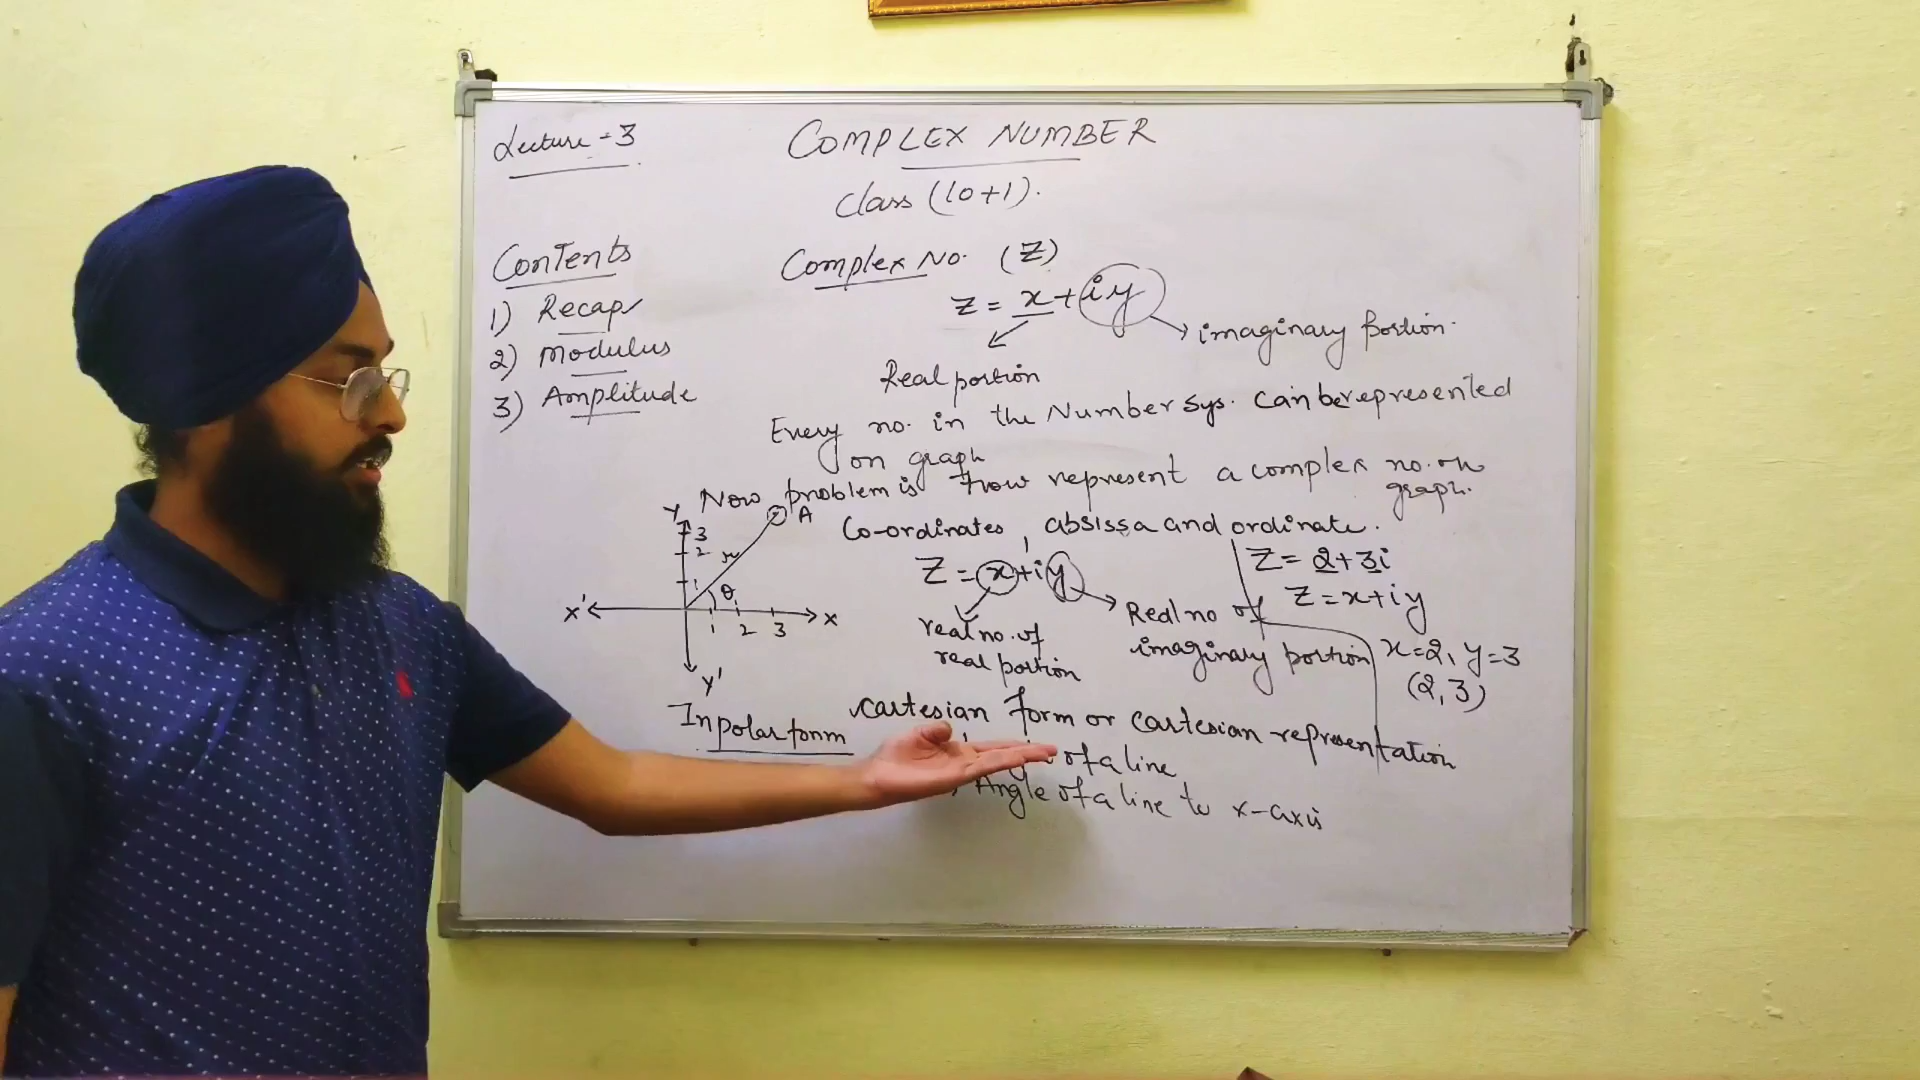 Lecture - 3
COMPLEX NUMBER
Class (10+1).
Contents
1) Recap
2) Modulus
3) Amplitude
Complex No. (Z)
Z = x + iy
imaginary portion.
Real portion
Every no. in the Number sys. can be represented
on graph
Now problem is How represent a complex no. on
graph.
Co-ordinates, absissa and ordinate.
Z = x + iy
real no. of
real portion
Real no of
imaginary portion
Z = 2 + 3i
Z = x + iy
x = 2, y = 3
(2, 3)
Y
3
2
1
A
r
θ
X'
1 2 3
X
Y'
Cartesian form or cartesian representation
In polar form
of a line
Angle of a line to x-axis